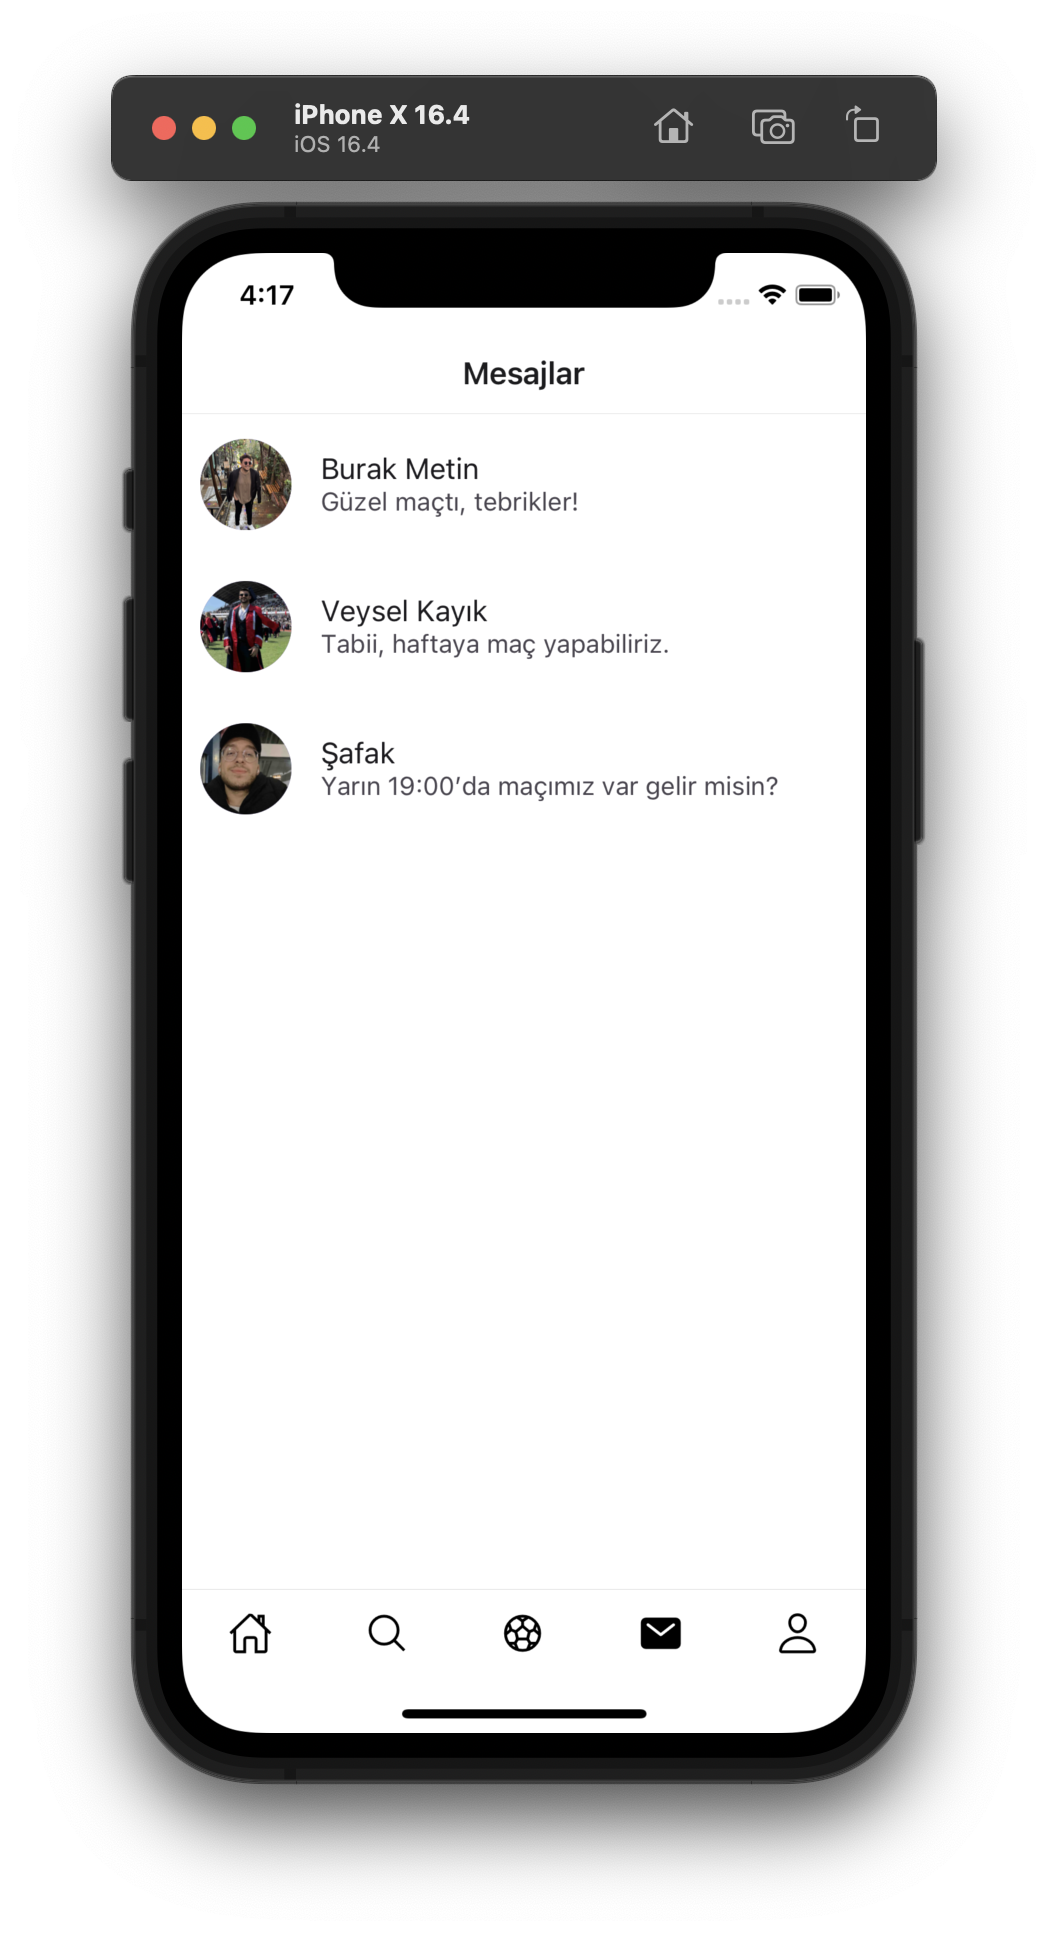 iPhone X 16.4
iOS 16.4
4:17
Mesajlar
Burak Metin
Güzel maçtı, tebrikler!
Veysel Kayık
Tabii, haftaya maç yapabiliriz.
Şafak
Yarın 19:00’da maçımız var gelir misin?